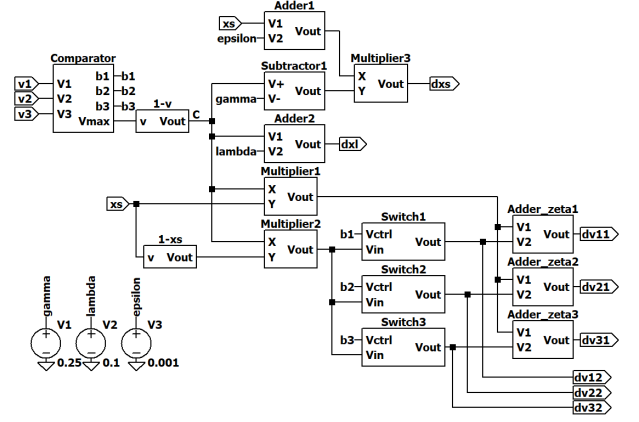 Adder1
xs V1 Vout
epsilon V2
Comparator
Subtractor1
Multiplier3
v1 V1 b1 b1
v2 V2 b2 b2
v3 V3 b3 b3
Vmax
1-v
v Vout
C
V+ Vout
gamma V-
X Vout dxs
Y
Adder2
V1 Vout dxl
lambda V2
Multiplier1
X Vout
xs Y
Multiplier2
X Vout
Y
1-xs
v Vout
Switch1
b1 Vctrl Vout
Vin
Switch2
b2 Vctrl Vout
Vin
Switch3
b3 Vctrl Vout
Vin
Adder_zeta1
V1 Vout dv11
V2
Adder_zeta2
V1 Vout dv21
V2
Adder_zeta3
V1 Vout dv31
V2
dv12
dv22
dv32
gamma V1 0.25
lambda V2 0.1
epsilon V3 0.001